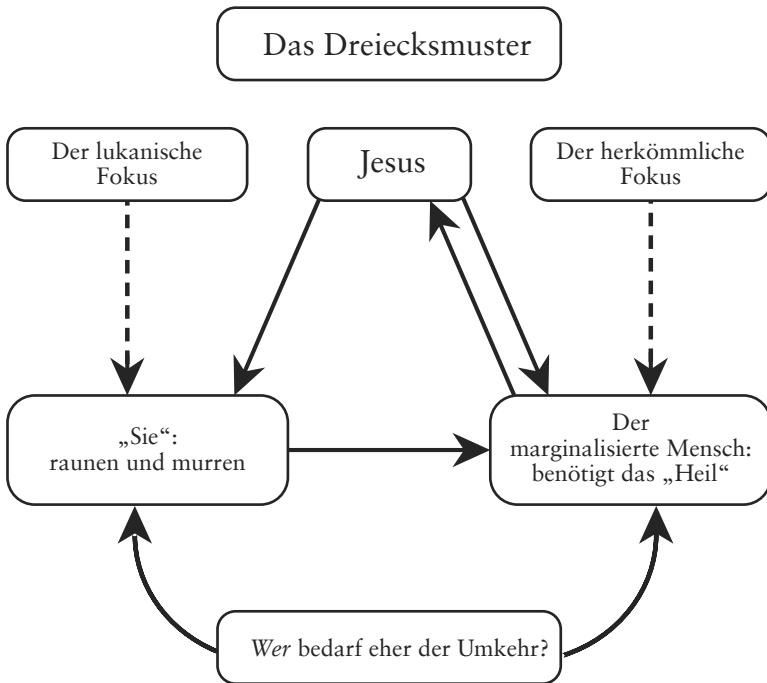 Das Dreiecksmuster
Der lukanische
Fokus
Jesus
Der herkömmliche
Fokus
„Sie“:
raunen und murren
Der
marginalisierte Mensch:
benötigt das „Heil“
Wer bedarf eher der Umkehr?